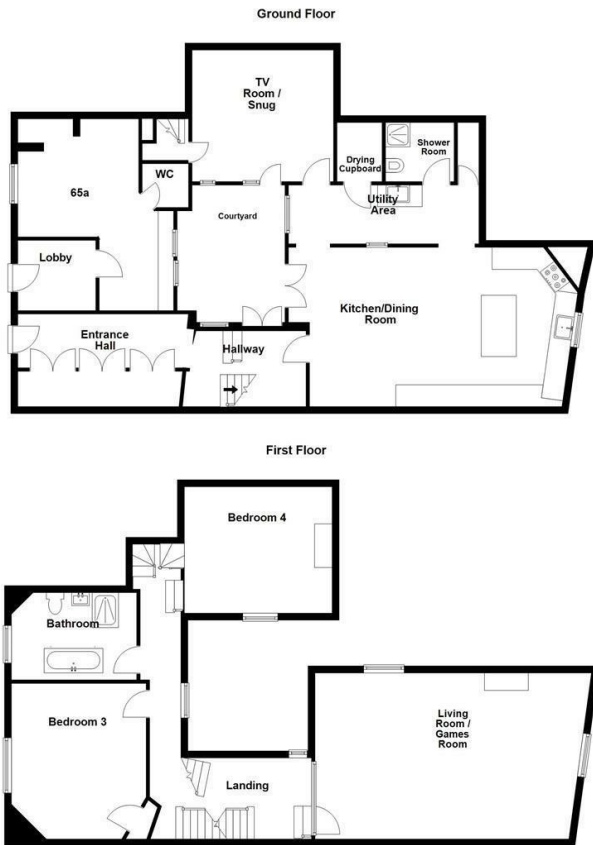 Ground Floor
TV
Room /
Snug
Shower
Room
Drying
Cupboard
WC
65a
Utility
Area
Courtyard
Lobby
Kitchen/Dining
Room
Entrance
Hall
Hallway
First Floor
Bedroom 4
Bathroom
Bedroom 3
Living
Room /
Games
Room
Landing